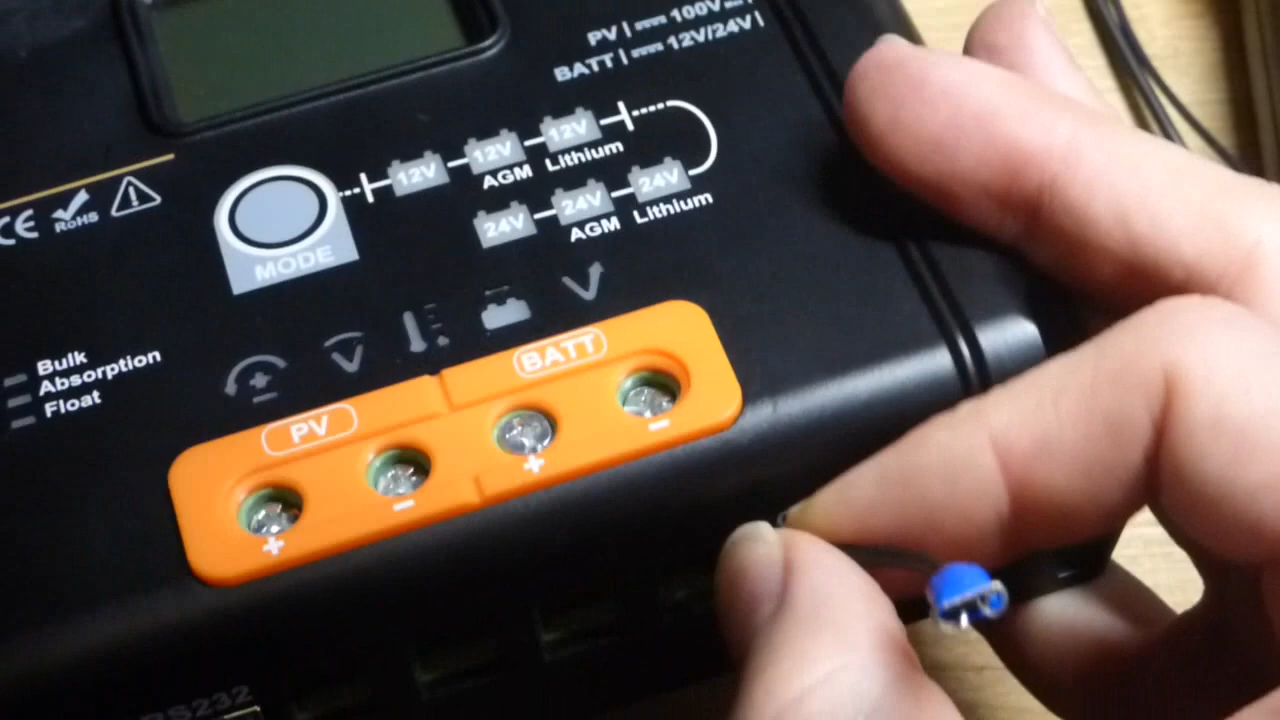 PV | 100V
BATT | 12V/24V |
12V 12V 12V
AGM Lithium
24V 24V 24V
AGM Lithium
MODE
CE RoHS
Bulk
Absorption
Float
BATT
PV
+ - + -
RS232